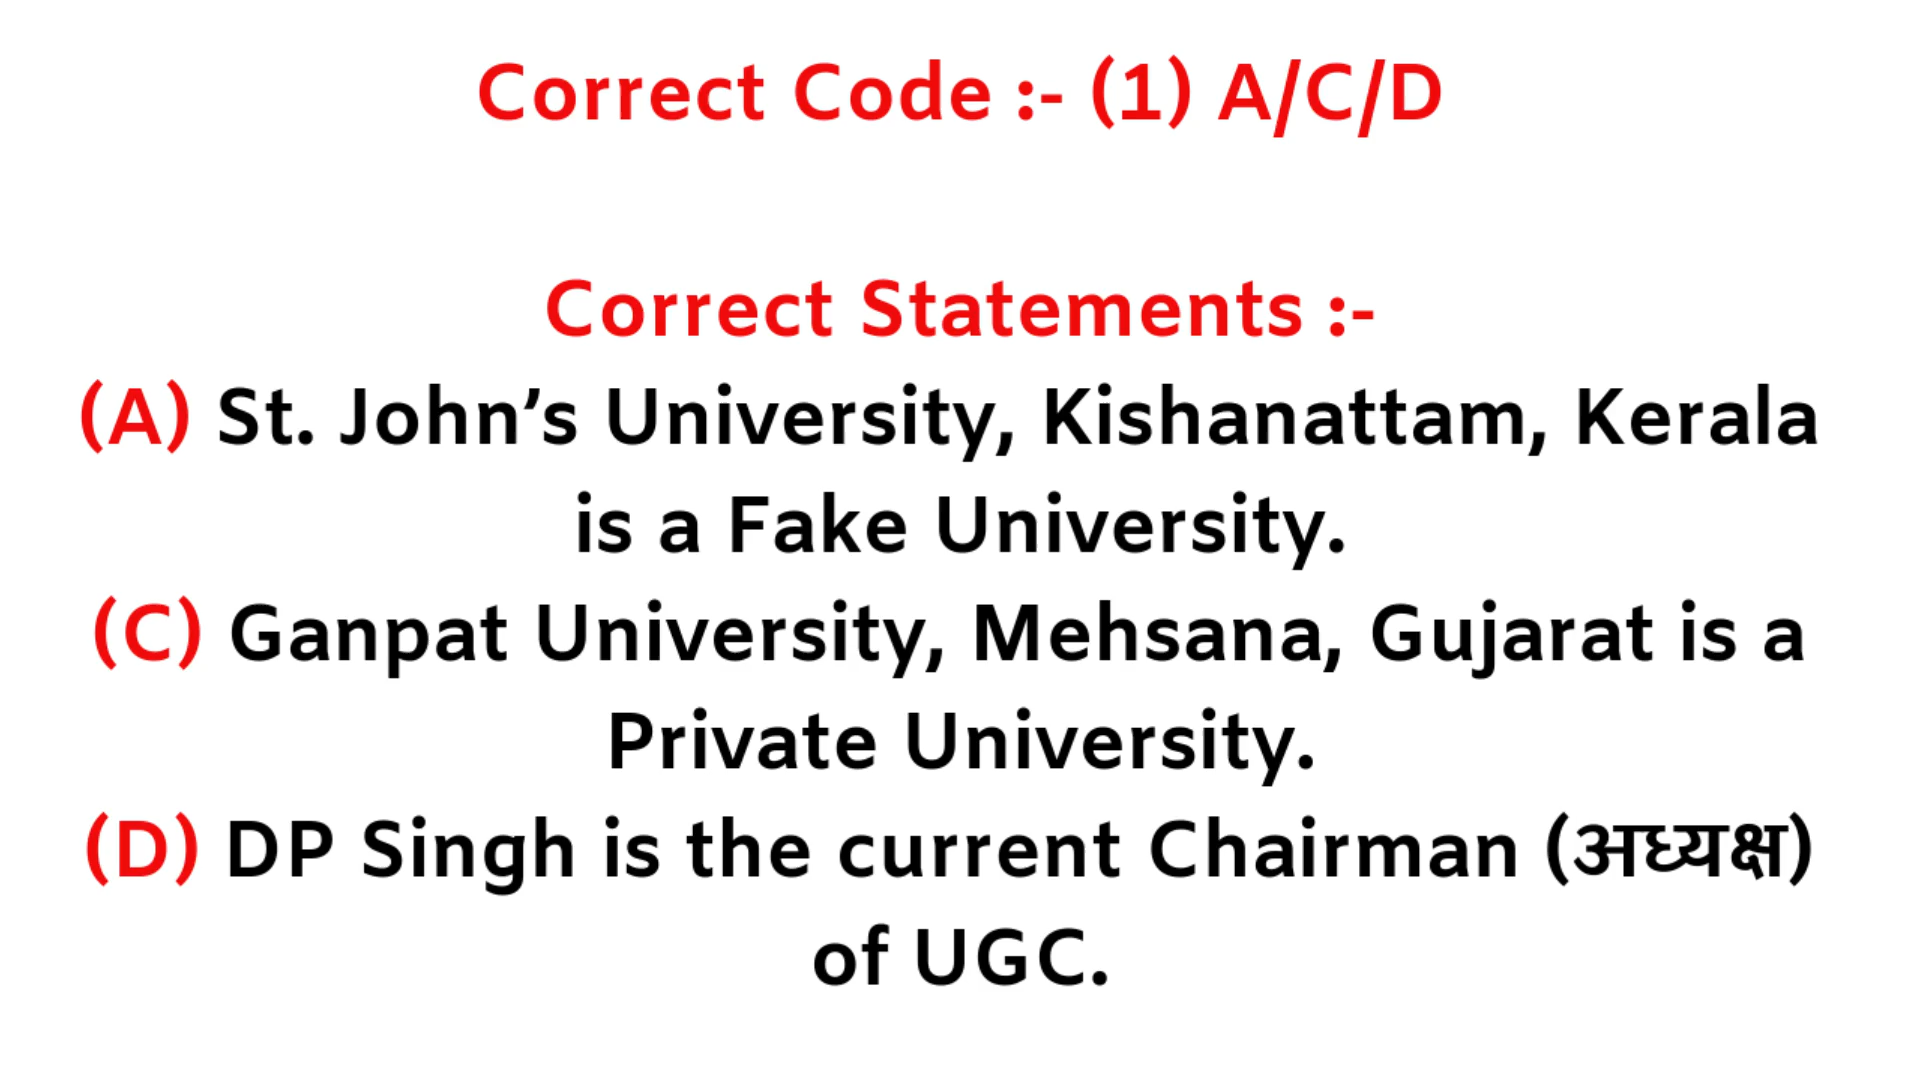 Correct Code :- (1) A/C/D
Correct Statements :-
(A) St. John’s University, Kishanattam, Kerala
is a Fake University.
(C) Ganpat University, Mehsana, Gujarat is a
Private University.
(D) DP Singh is the current Chairman (अध्यक्ष)
of UGC.